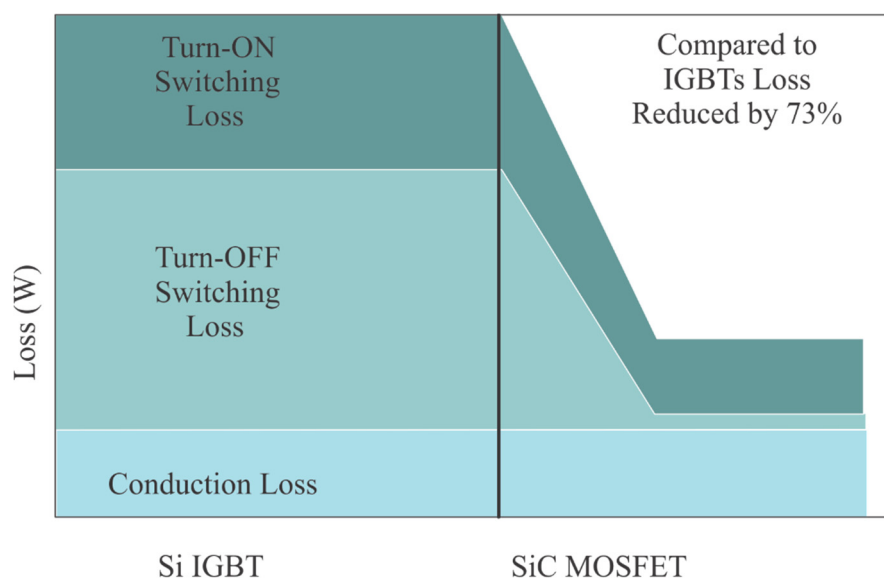 Turn-ON
Switching
Loss
Compared to
IGBTs Loss
Reduced by 73%
Turn-OFF
Switching
Loss
Loss (W)
Conduction Loss
Si IGBT
SiC MOSFET